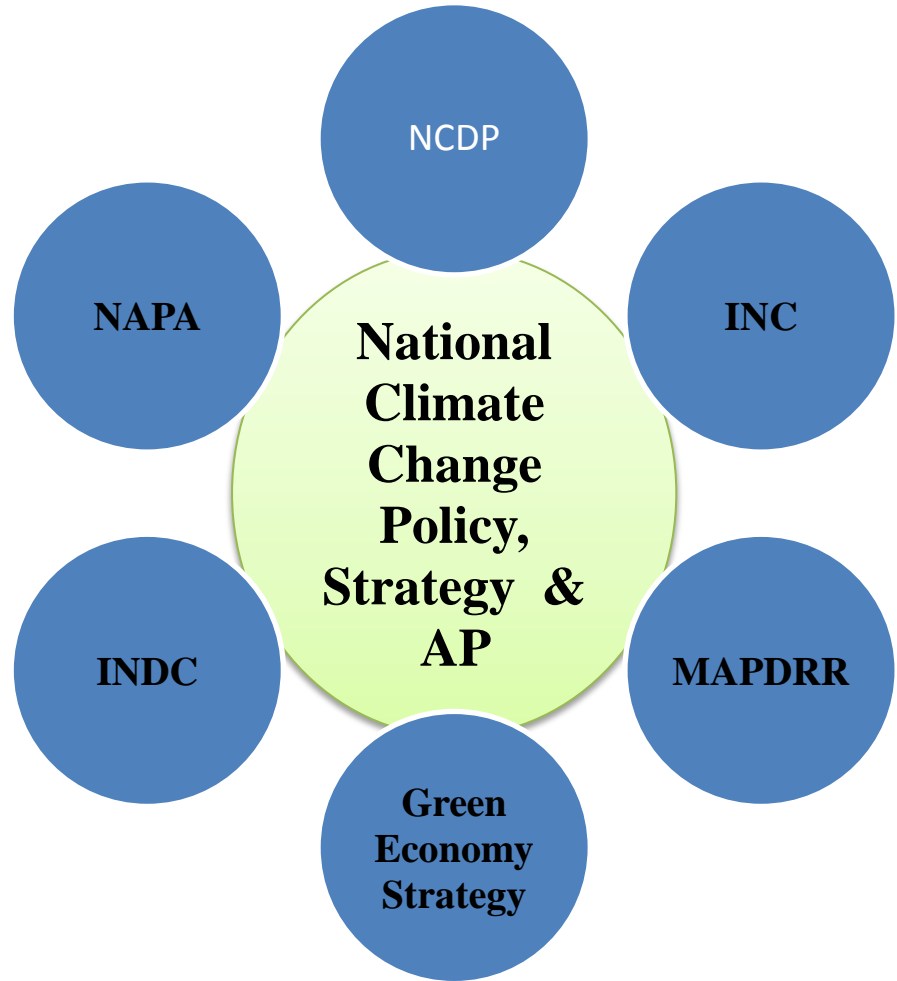 NCDP
NAPA
INC
National
Climate
Change
Policy,
Strategy & 
AP
INDC
MAPDRR
Green
Economy
Strategy